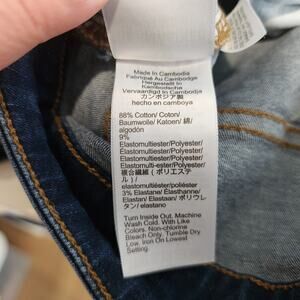 Made In Cambodia
Fabriqué Au Cambodge
Hergestellt In
Kambodscha
Vervaardigd In Cambodja
カンボジア製
hecho en camboya
88% Cotton/ Coton/
Baumwolle/ Katoen/ 綿/
algodón
9%
Elastomultiester/Polyester/
Elastomultiester/Polyester/
Elastomulti-ester/Polyester/
Elastomultiester/Polyester/
複合繊維 ( ポリエステ
ル ) /
elastomultiéster/poliéster
3% Elastane/ Élasthanne/
Elastan/ Elastaan/ ポリウレ
タン/ elastano
Turn Inside Out. Machine
Wash Cold. With Like
Colors. Non-chlorine
Bleach Only. Tumble Dry
Low. Iron On Lowest
Setting.